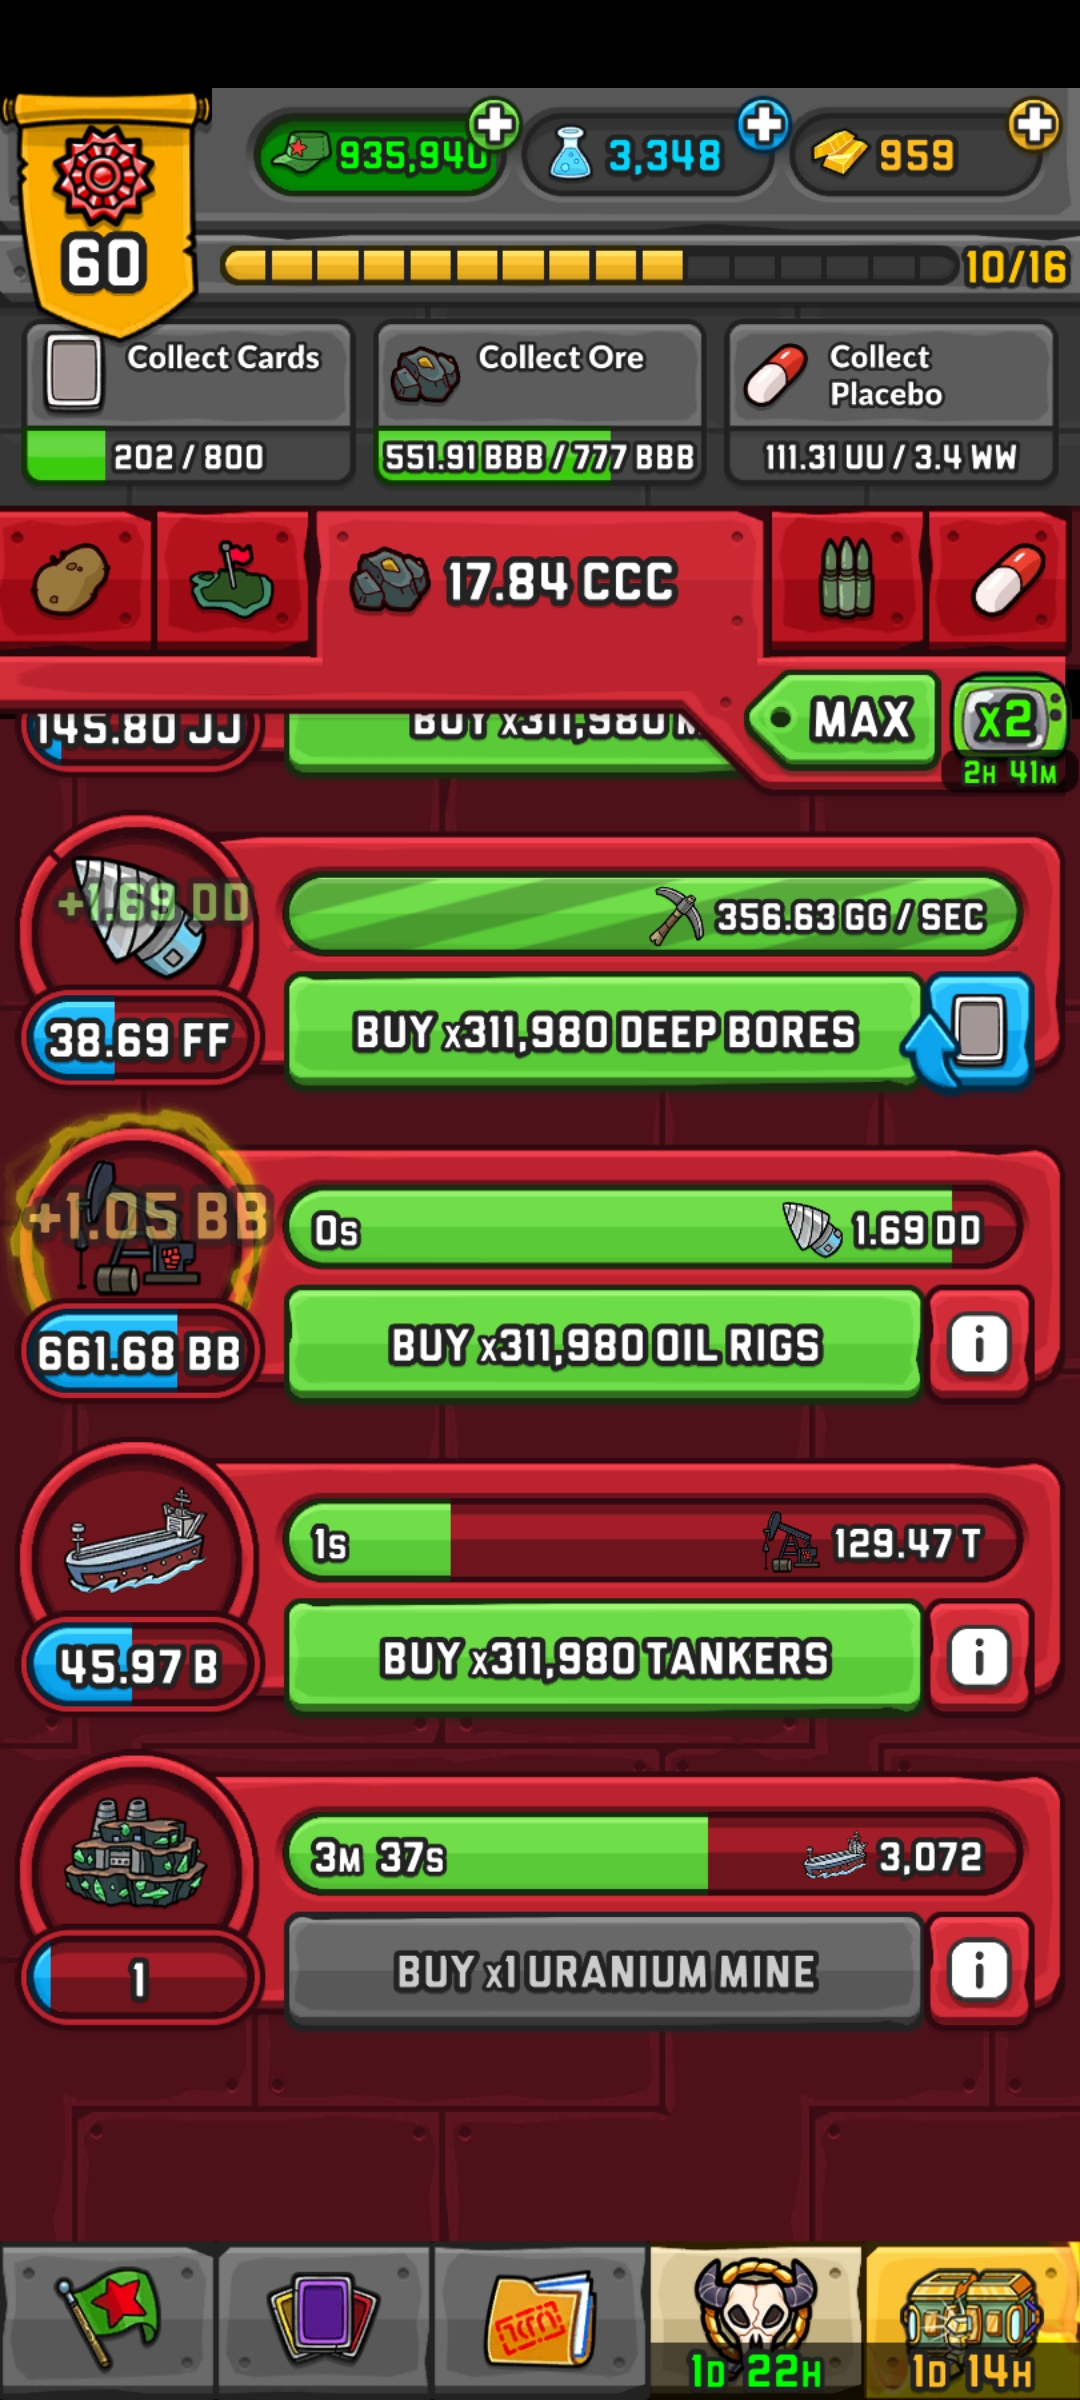 60
935,940
3,348
959
10/16
Collect Cards
202 / 800
Collect Ore
551.91 BBB / 777 BBB
Collect
Placebo
111.31 UU / 3.4 WW
17.84 CCC
MAX
x2
2H 41M
145.80 JJ
BUY x311,980
+1.69 DD
356.63 GG / SEC
38.69 FF
BUY x311,980 DEEP BORES
+1.05 BB
0s
1.69 DD
661.68 BB
BUY x311,980 OIL RIGS
i
1s
129.47 T
45.97 B
BUY x311,980 TANKERS
i
3M 37s
3,072
1
BUY x1 URANIUM MINE
i
1D 22H
1D 14H